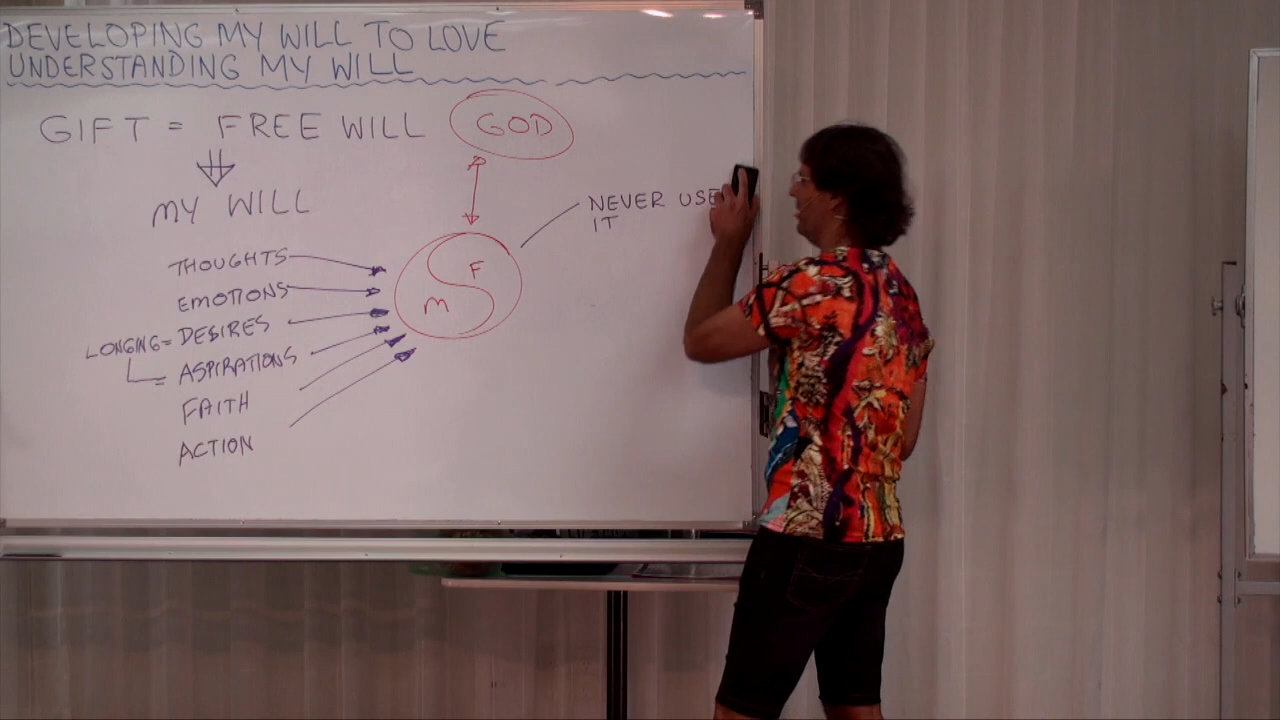 DEVELOPING MY WILL TO LOVE
UNDERSTANDING MY WILL
GIFT = FREE WILL
GOD
MY WILL
NEVER USE
IT
THOUGHTS
EMOTIONS
LONGING = DESIRES
= ASPIRATIONS
FAITH
ACTION
F
M